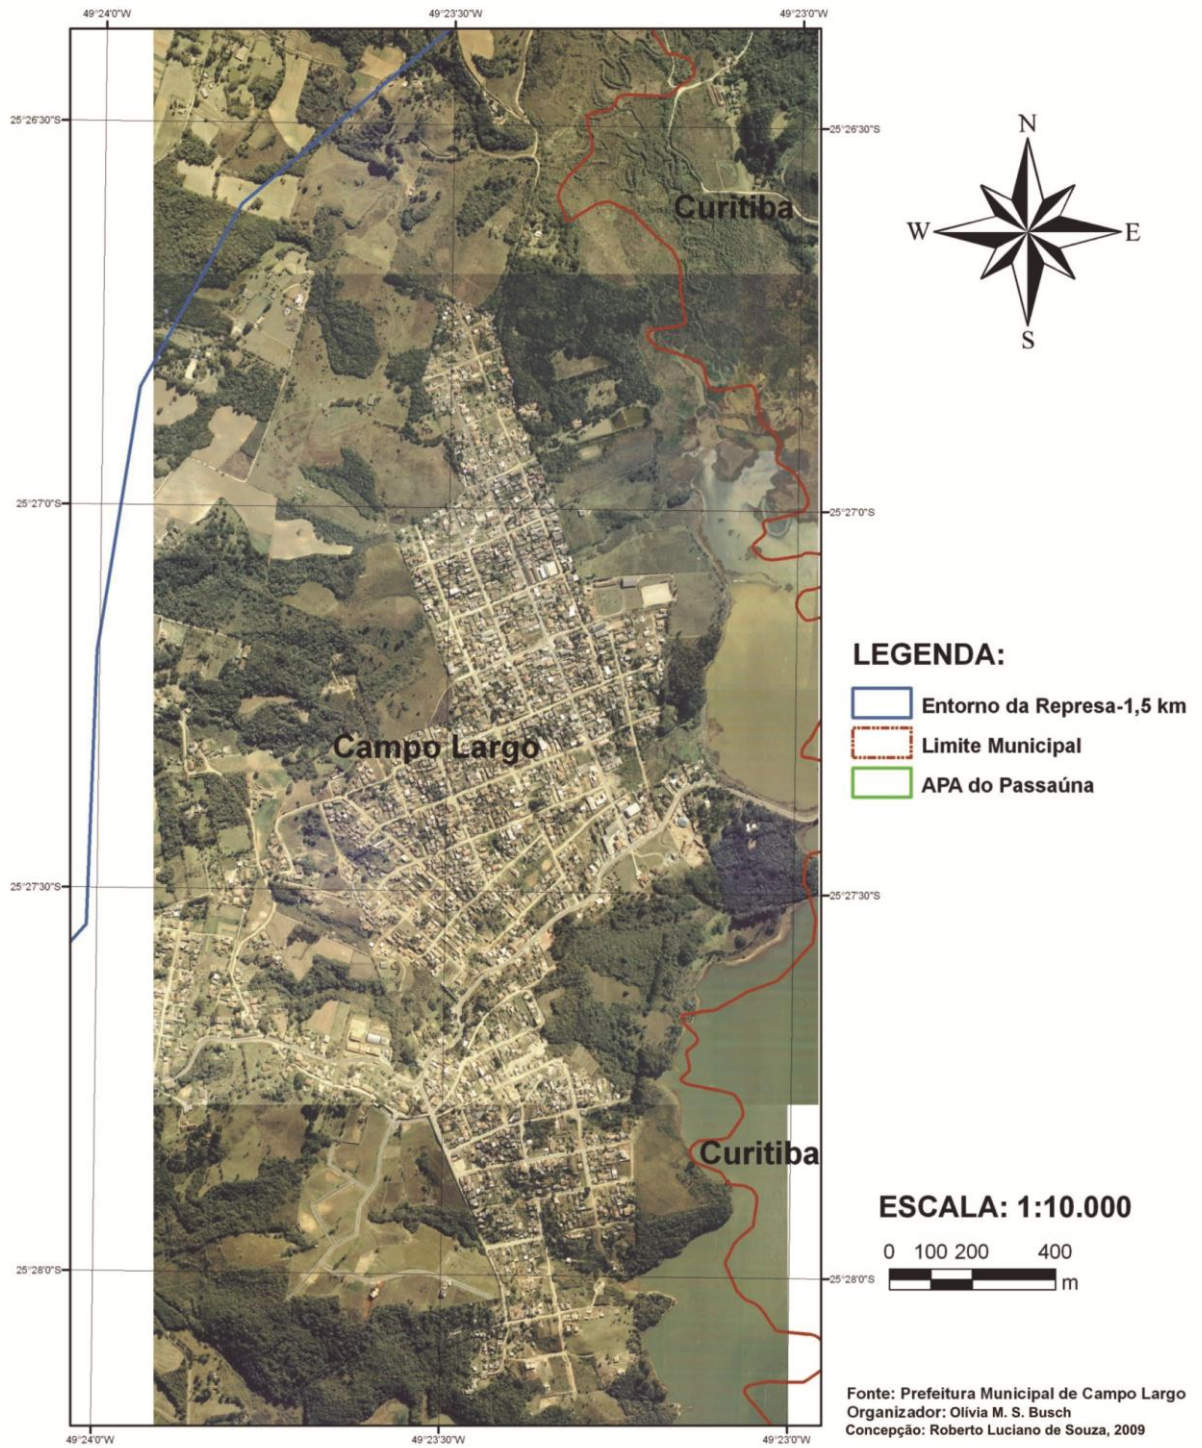 49°24'0"W
49°23'30"W
49°23'0"W
25°26'30"S
25°26'30"S
N
W
E
S
Curitiba
25°27'0"S
25°27'0"S
LEGENDA:
Entorno da Represa-1,5 km
Limite Municipal
APA do Passaúna
Campo Largo
25°27'30"S
25°27'30"S
Curitiba
ESCALA: 1:10.000
0 100 200 400
m
25°28'0"S
25°28'0"S
Fonte: Prefeitura Municipal de Campo Largo
Organizador: Olívia M. S. Busch
Concepção: Roberto Luciano de Souza, 2009
49°24'0"W
49°23'30"W
49°23'0"W